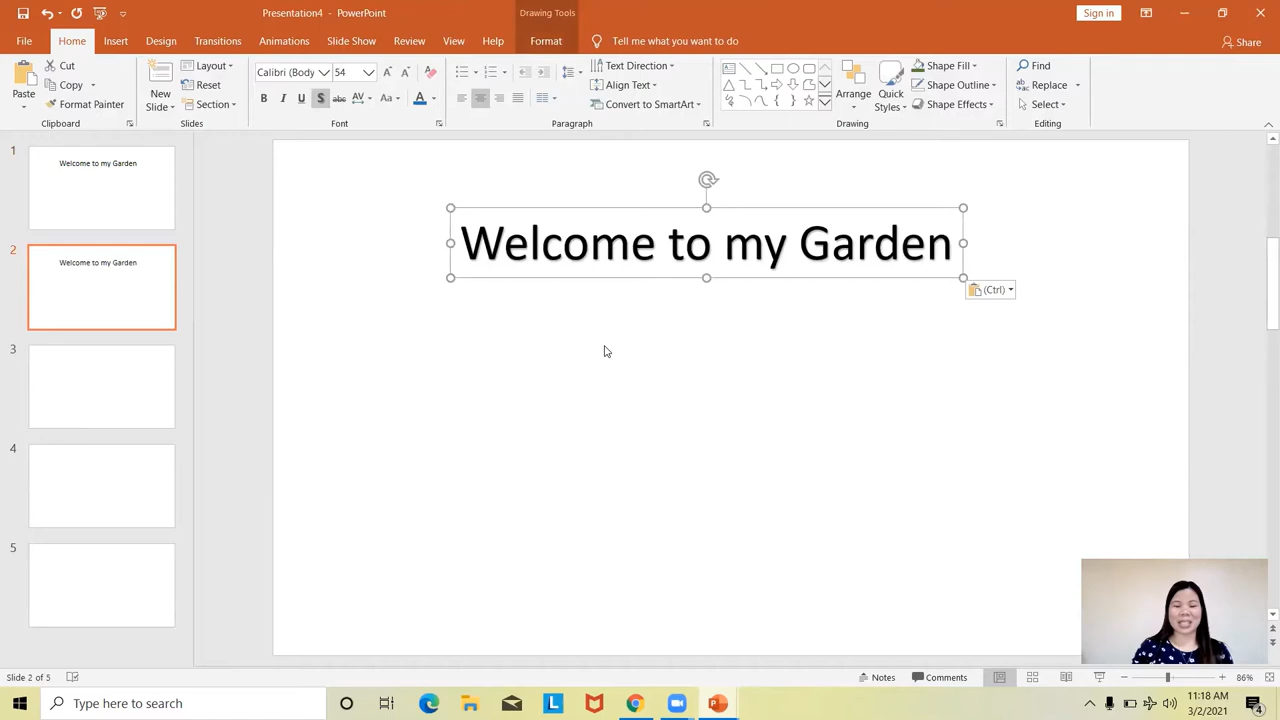 Presentation4 - PowerPoint
Drawing Tools
Sign in
File
Home
Insert
Design
Transitions
Animations
Slide Show
Review
View
Help
Format
Tell me what you want to do
Share
Paste
Cut
Copy
Format Painter
Clipboard
New Slide
Layout
Reset
Section
Slides
Calibri (Body
54
Font
Text Direction
Align Text
Convert to SmartArt
Paragraph
Arrange
Quick Styles
Shape Fill
Shape Outline
Shape Effects
Drawing
Find
Replace
Select
Editing
1
Welcome to my Garden
2
Welcome to my Garden
3
4
5
Welcome to my Garden
(Ctrl)
Slide 2 of 5
Notes
Comments
86%
Type here to search
11:18 AM
3/2/2021
4